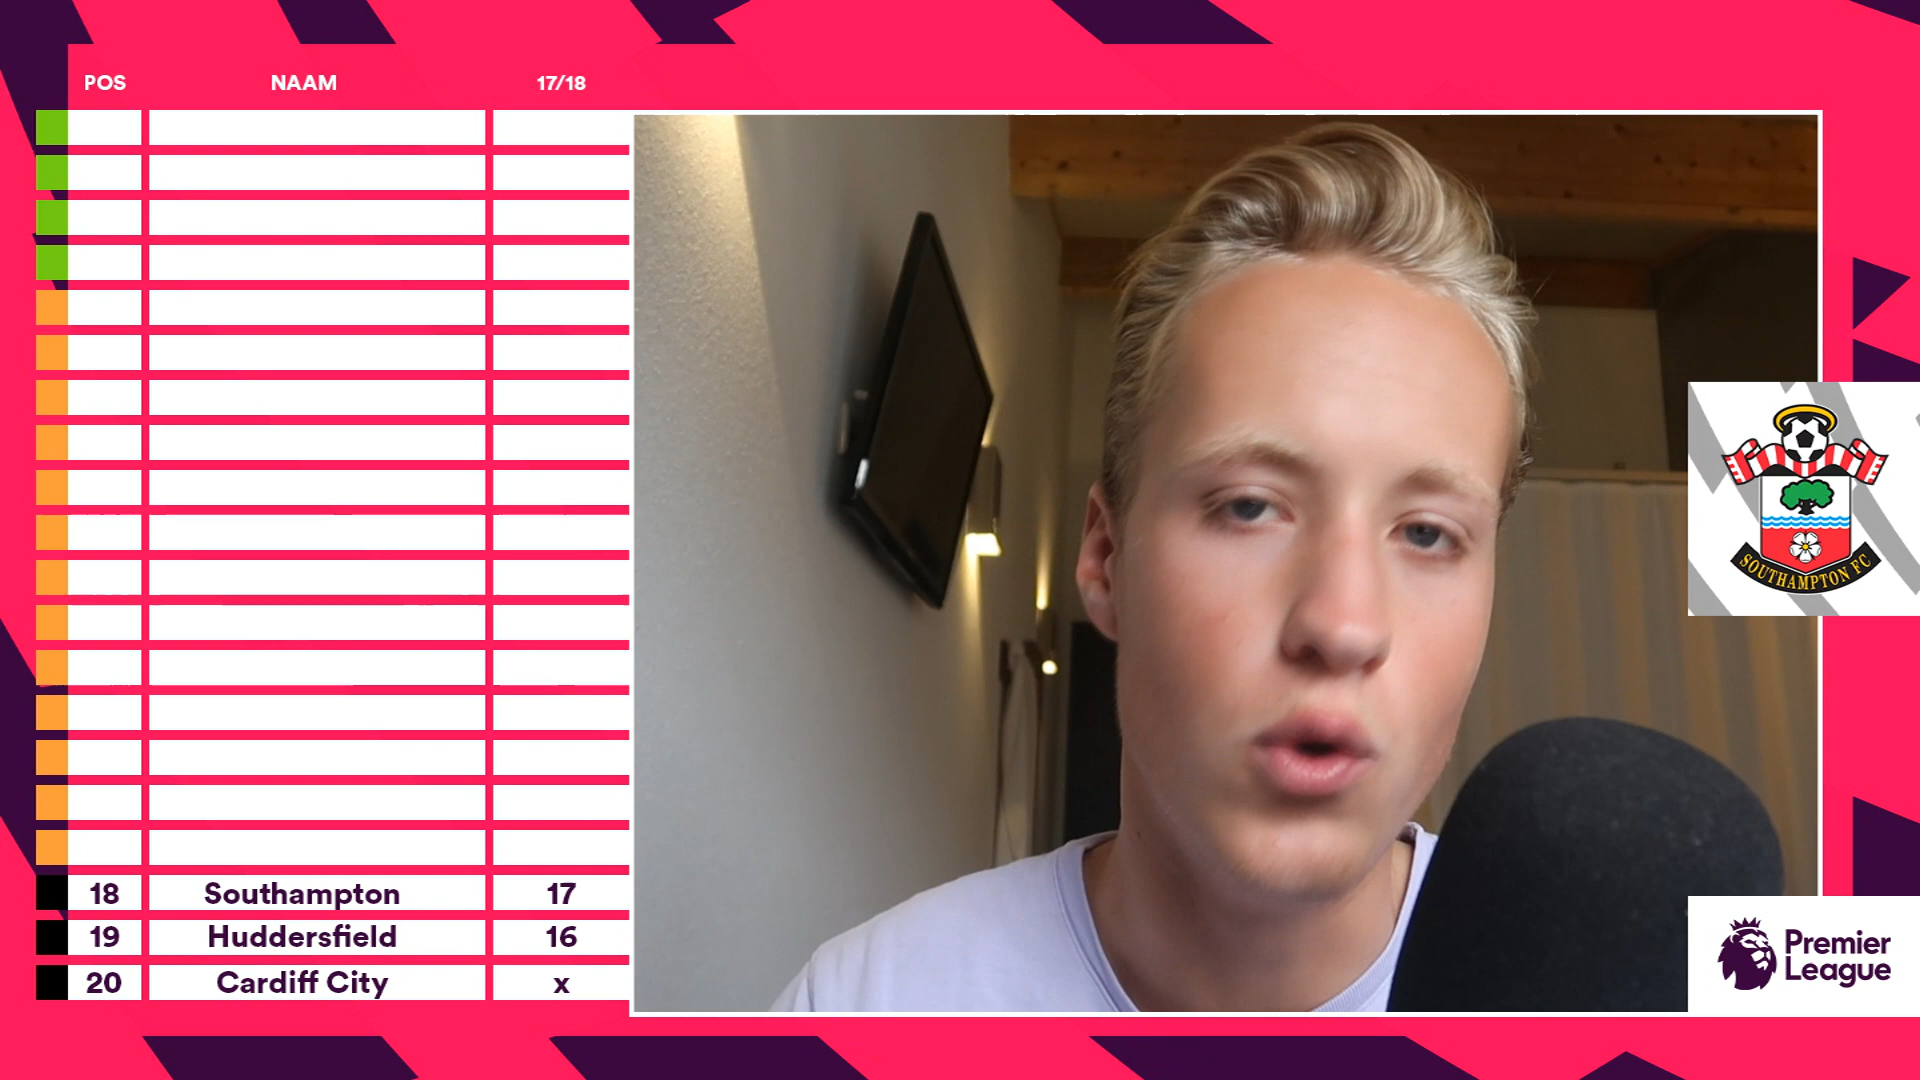 POS NAAM 17/18
18 Southampton 17
19 Huddersfield 16
20 Cardiff City x
SOUTHAMPTON FC
Premier
League